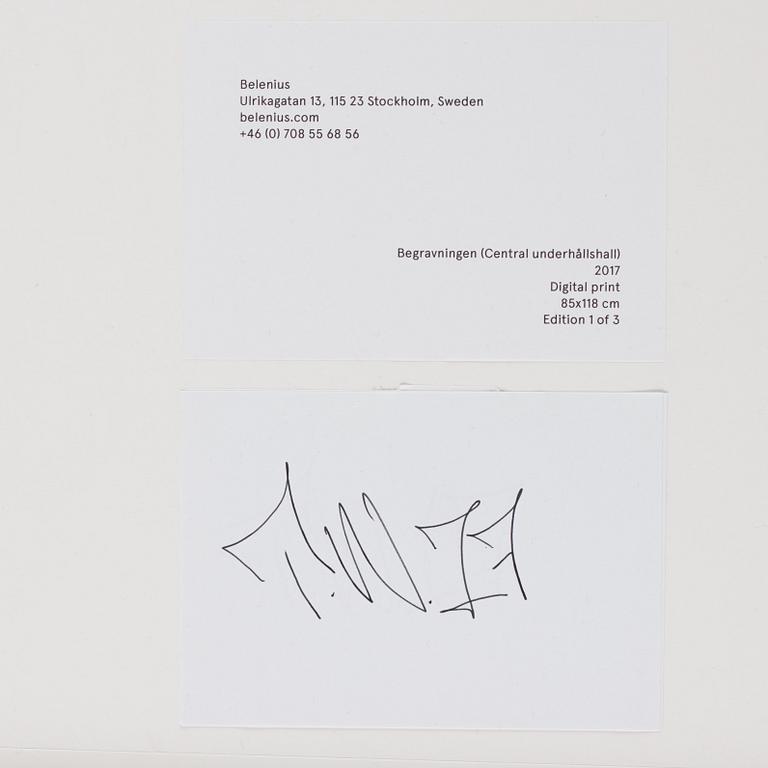 Belenius
Ulrikagatan 13, 115 23 Stockholm, Sweden
belenius.com
+46 (0) 708 55 68 56
Begravningen (Central underhållshall)
2017
Digital print
85x118 cm
Edition 1 of 3